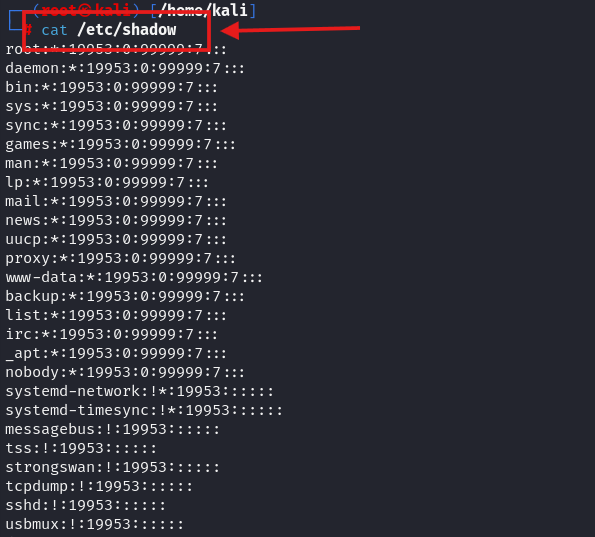 (root㉿kali) [/home/kali]
# cat /etc/shadow
root:*:19953:0:99999:7:::
daemon:*:19953:0:99999:7:::
bin:*:19953:0:99999:7:::
sys:*:19953:0:99999:7:::
sync:*:19953:0:99999:7:::
games:*:19953:0:99999:7:::
man:*:19953:0:99999:7:::
lp:*:19953:0:99999:7:::
mail:*:19953:0:99999:7:::
news:*:19953:0:99999:7:::
uucp:*:19953:0:99999:7:::
proxy:*:19953:0:99999:7:::
www-data:*:19953:0:99999:7:::
backup:*:19953:0:99999:7:::
list:*:19953:0:99999:7:::
irc:*:19953:0:99999:7:::
_apt:*:19953:0:99999:7:::
nobody:*:19953:0:99999:7:::
systemd-network:!*:19953::::::
systemd-timesync:!*:19953::::::
messagebus:!:19953::::::
tss:!:19953::::::
strongswan:!:19953::::::
tcpdump:!:19953::::::
sshd:!:19953::::::
usbmux:!:19953::::::